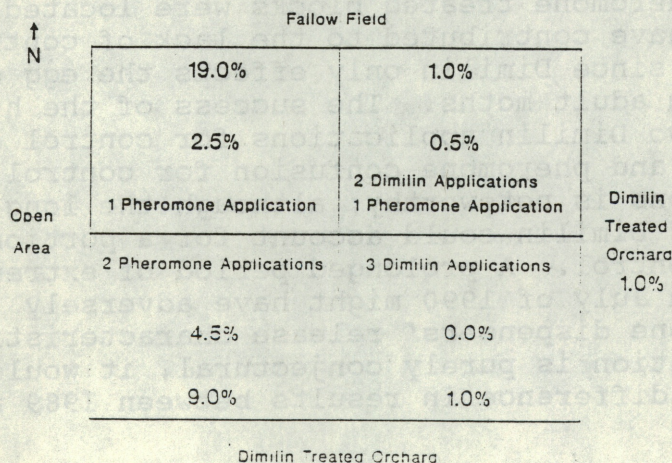 Fallow Field
N
19.0% 1.0%
2.5% 0.5%
2 Dimilin Applications
1 Pheromone Application 1 Pheromone Application
Open
Area
Dimilin
Treated
Orchard
1.0%
2 Pheromone Applications 3 Dimilin Applications
4.5% 0.0%
9.0% 1.0%
Dimilin Treated Orchard